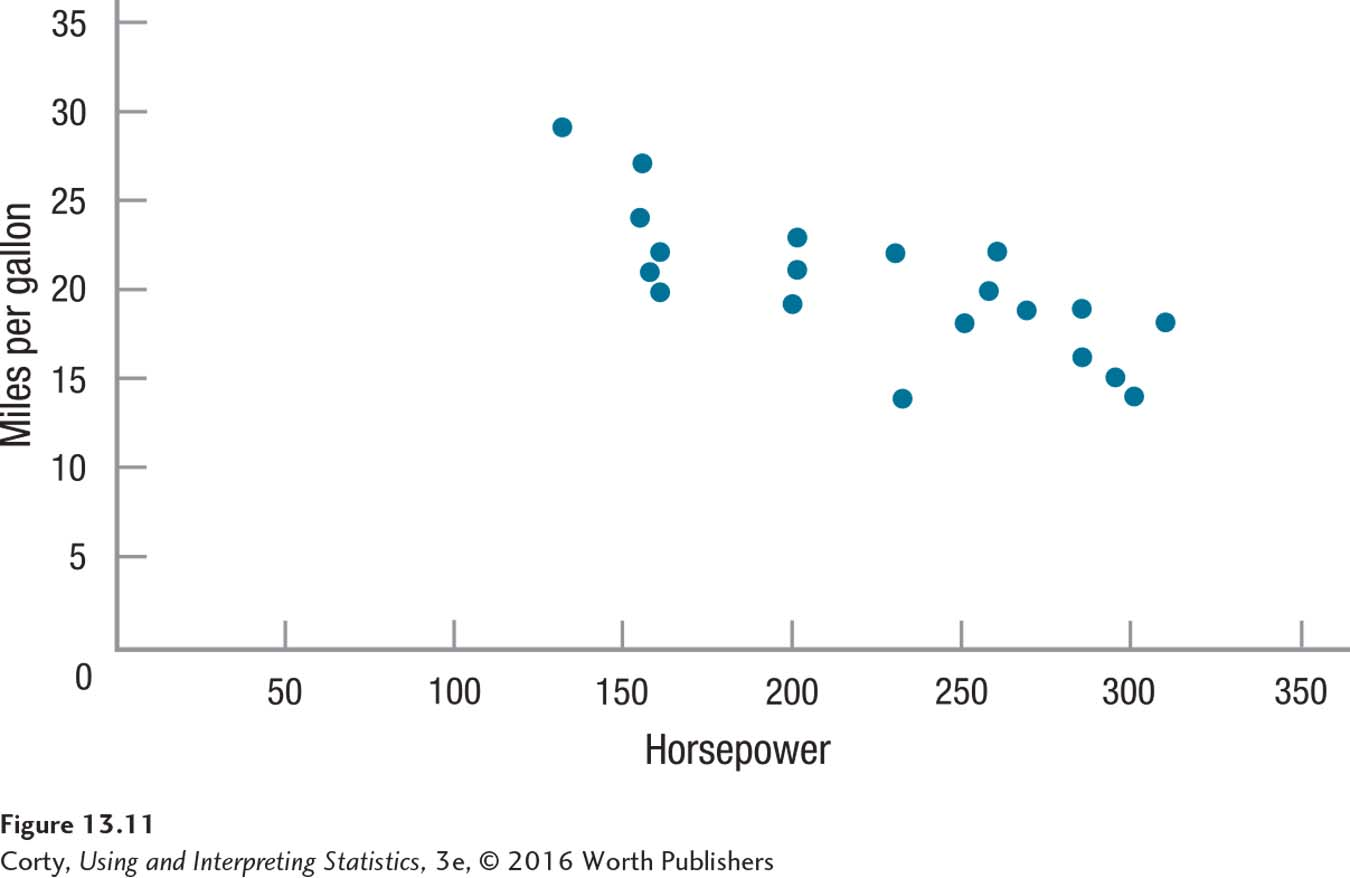 35
30
25
20
15
10
5
0
Miles per gallon
50 100 150 200 250 300 350
Horsepower
Figure 13.11
Corty, Using and Interpreting Statistics, 3e, © 2016 Worth Publishers